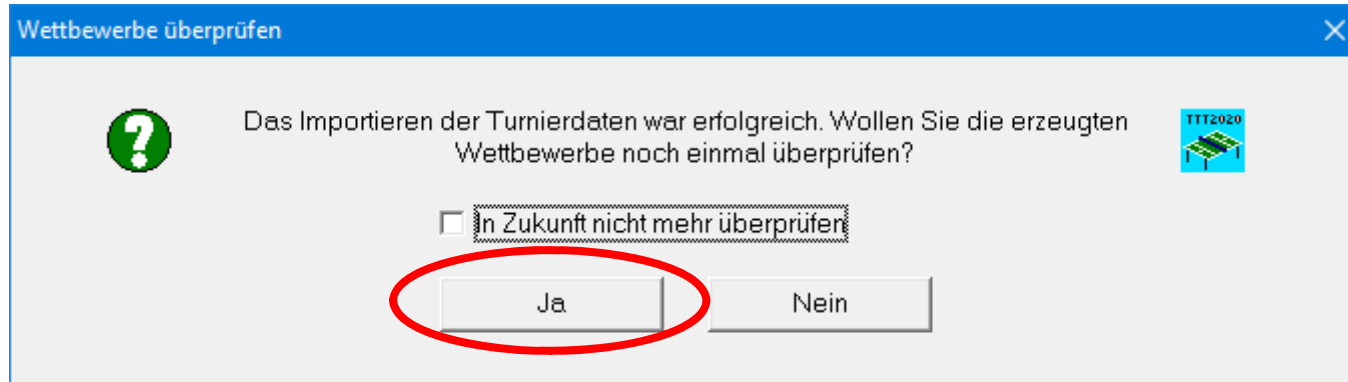 Wettbewerbe überprüfen
Das Importieren der Turnierdaten war erfolgreich. Wollen Sie die erzeugten
TTT2020
Wettbewerbe noch einmal überprüfen?
In Zukunft nicht mehr überprüfen
Ja
Nein